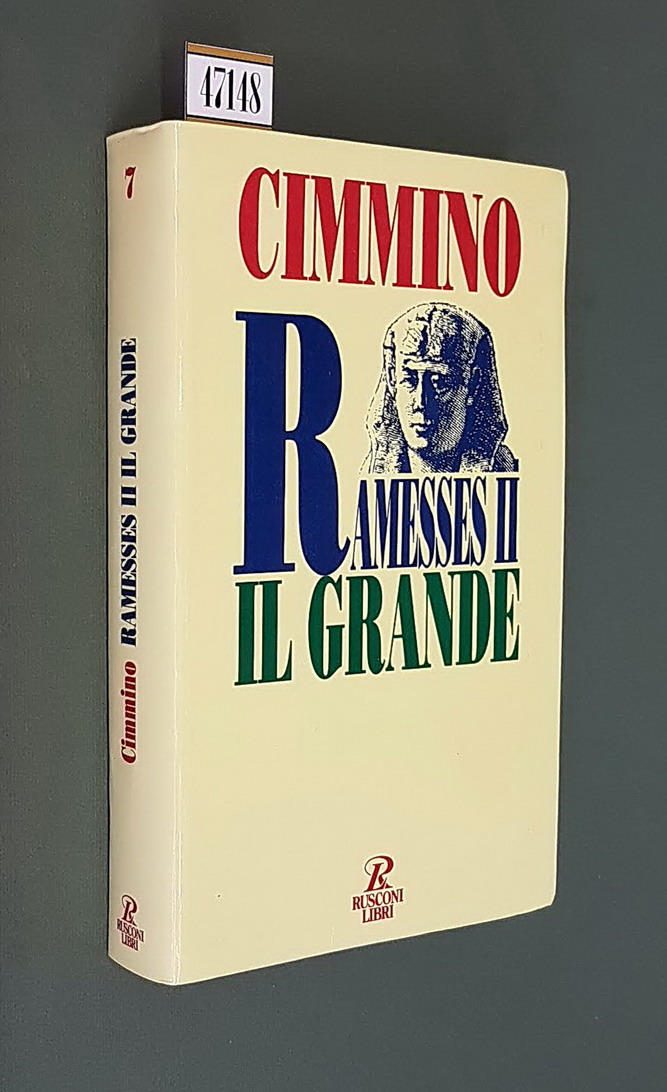 47148
CIMMINO
RAMESSES II
IL GRANDE
RUSCONI
LIBRI
7
Cimmino RAMESSES II IL GRANDE
RUSCONI
LIBRI